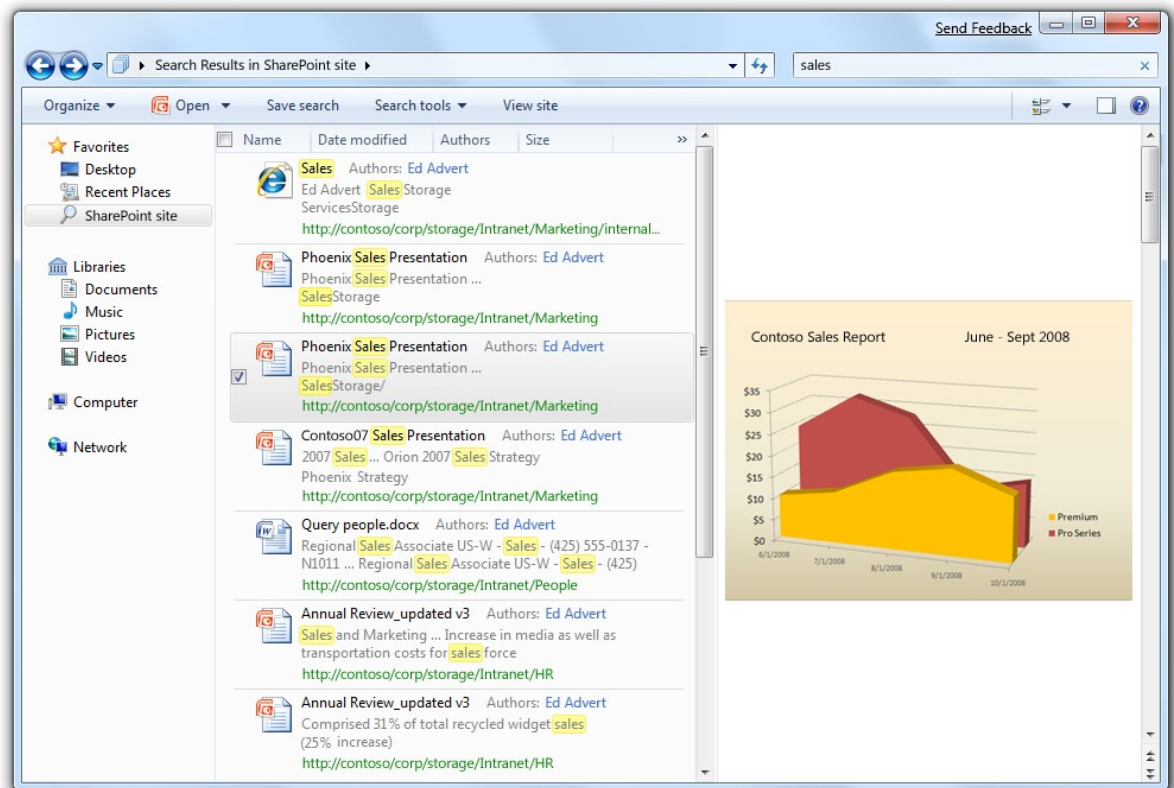 Send Feedback
Search Results in SharePoint site
sales
Organize Open Save search Search tools View site
Favorites
Desktop
Recent Places
SharePoint site
Libraries
Documents
Music
Pictures
Videos
Computer
Network
Name Date modified Authors Size
Sales Authors: Ed Advert
Ed Advert Sales Storage
ServicesStorage
http://contoso/corp/storage/Intranet/Marketing/internal...
Phoenix Sales Presentation Authors: Ed Advert
Phoenix Sales Presentation ...
SalesStorage
http://contoso/corp/storage/Intranet/Marketing
Phoenix Sales Presentation Authors: Ed Advert
Phoenix Sales Presentation ...
SalesStorage/
http://contoso/corp/storage/Intranet/Marketing
Contoso07 Sales Presentation Authors: Ed Advert
2007 Sales ... Orion 2007 Sales Strategy
Phoenix Strategy
http://contoso/corp/storage/Intranet/Marketing
Query people.docx Authors: Ed Advert
Regional Sales Associate US-W - Sales - (425) 555-0137 -
N1011 ... Regional Sales Associate US-W - Sales - (425)
http://contoso/corp/storage/Intranet/People
Annual Review_updated v3 Authors: Ed Advert
Sales and Marketing ... Increase in media as well as
transportation costs for sales force
http://contoso/corp/storage/Intranet/HR
Annual Review_updated v3 Authors: Ed Advert
Comprised 31% of total recycled widget sales
(25% increase)
http://contoso/corp/storage/Intranet/HR
Contoso Sales Report June - Sept 2008
$35
$30
$25
$20
$15
$10
$5
$0
6/1/2008
7/1/2008
8/1/2008
9/1/2008
10/1/2008
Premium
Pro Series